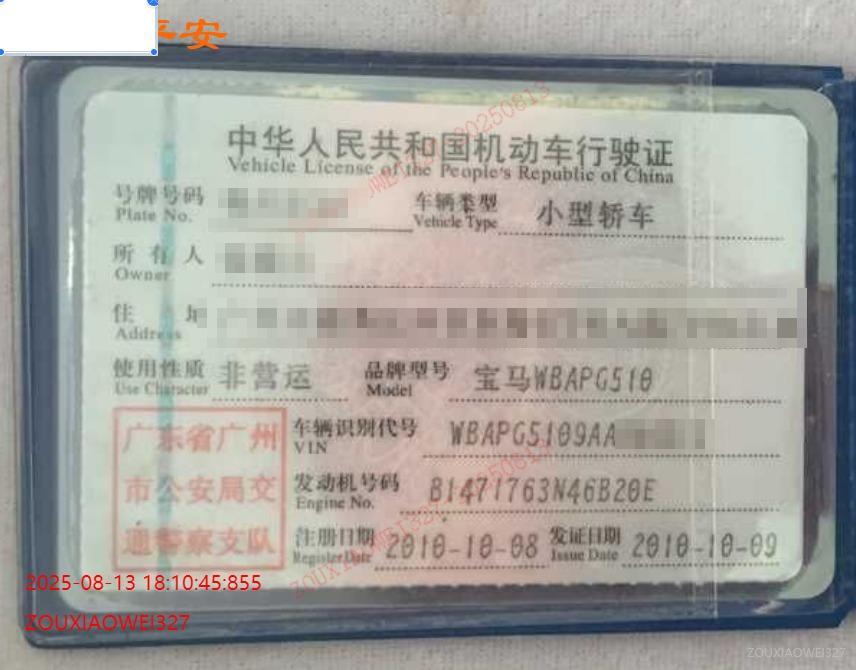 平安
中华人民共和国机动车行驶证
Vehicle License of the People's Republic of China
号牌号码 车辆类型 小型轿车
Plate No. Vehicle Type
所有人
Owner
住址
Address
使用性质 非营运 品牌型号 宝马WBAPG510
Use Character Model
广东省广州
市公安局交
通警察支队
车辆识别代号 WBAPG5109AA
VIN
发动机号码 B1471763N46B20E
Engine No.
注册日期 2010-10-08 发证日期 2010-10-09
Register Date Issue Date
2025-08-13 18:10:45:855
ZOUXIAOWEI327
ZOUXIAOWEI327